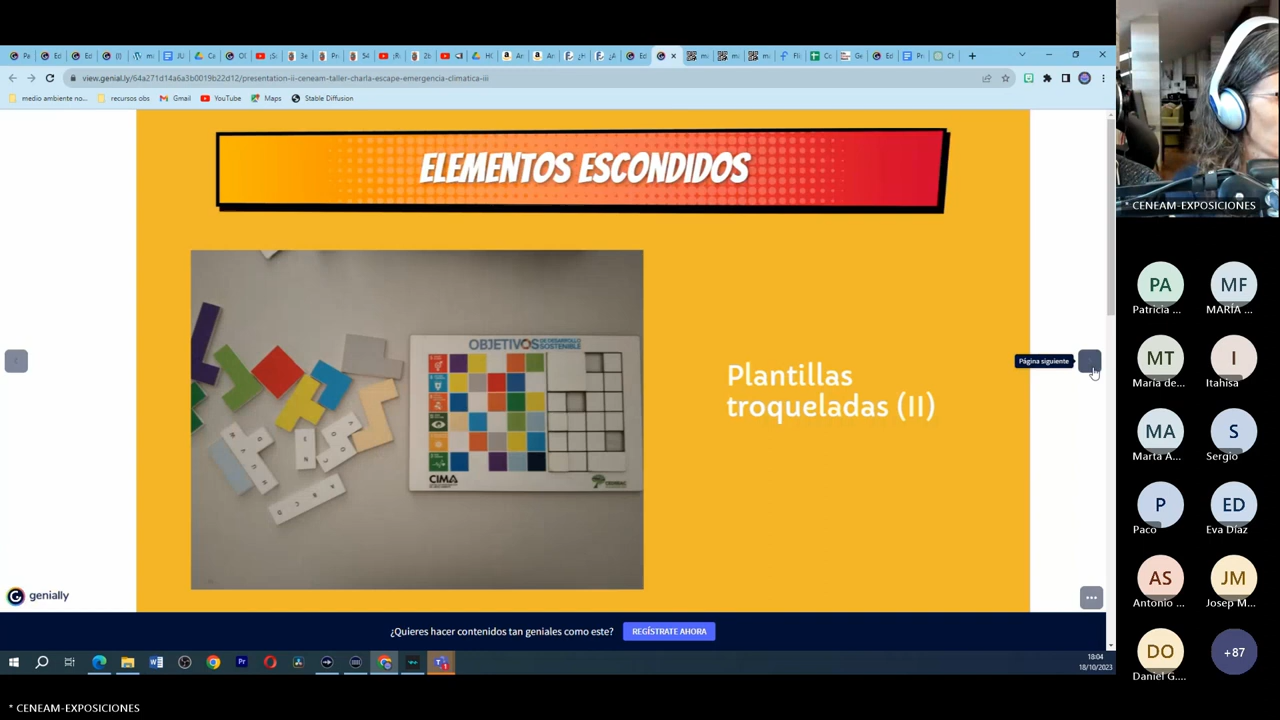 view.genial.ly/64a271d14a6a3b0019b22d12/presentation-ii-ceneam-taller-charla-escape-emergencia-climatica-iii
medio ambiente no...
recursos obs
Gmail
YouTube
Maps
Stable Diffusion
ELEMENTOS ESCONDIDOS
OBJETIVOS DE DESARROLLO
SOSTENIBLE
CIMA
Plantillas
troqueladas (II)
Página siguiente
genially
¿Quieres hacer contenidos tan geniales como este?
REGÍSTRATE AHORA
18:04
18/10/2023
* CENEAM-EXPOSICIONES
PA
MF
Patricia ...
MARÍA ...
MT
I
María de...
Itahisa
MA
S
Marta A...
Sergio
P
ED
Paco
Eva Díaz
AS
JM
Antonio ...
Josep M...
DO
+87
Daniel G....
* CENEAM-EXPOSICIONES